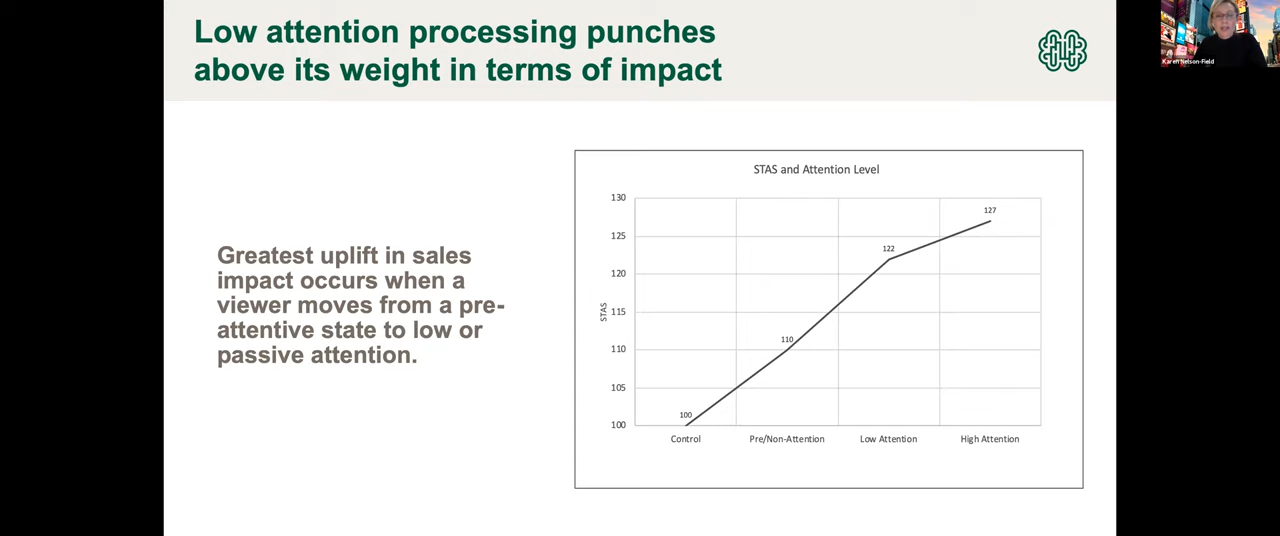 Low attention processing punches
above its weight in terms of impact
Karen Nelson-Field
Greatest uplift in sales
impact occurs when a
viewer moves from a pre-
attentive state to low or
passive attention.
STAS and Attention Level
130
125
120
115
110
105
100
STAS
100
110
122
127
Control
Pre/Non-Attention
Low Attention
High Attention